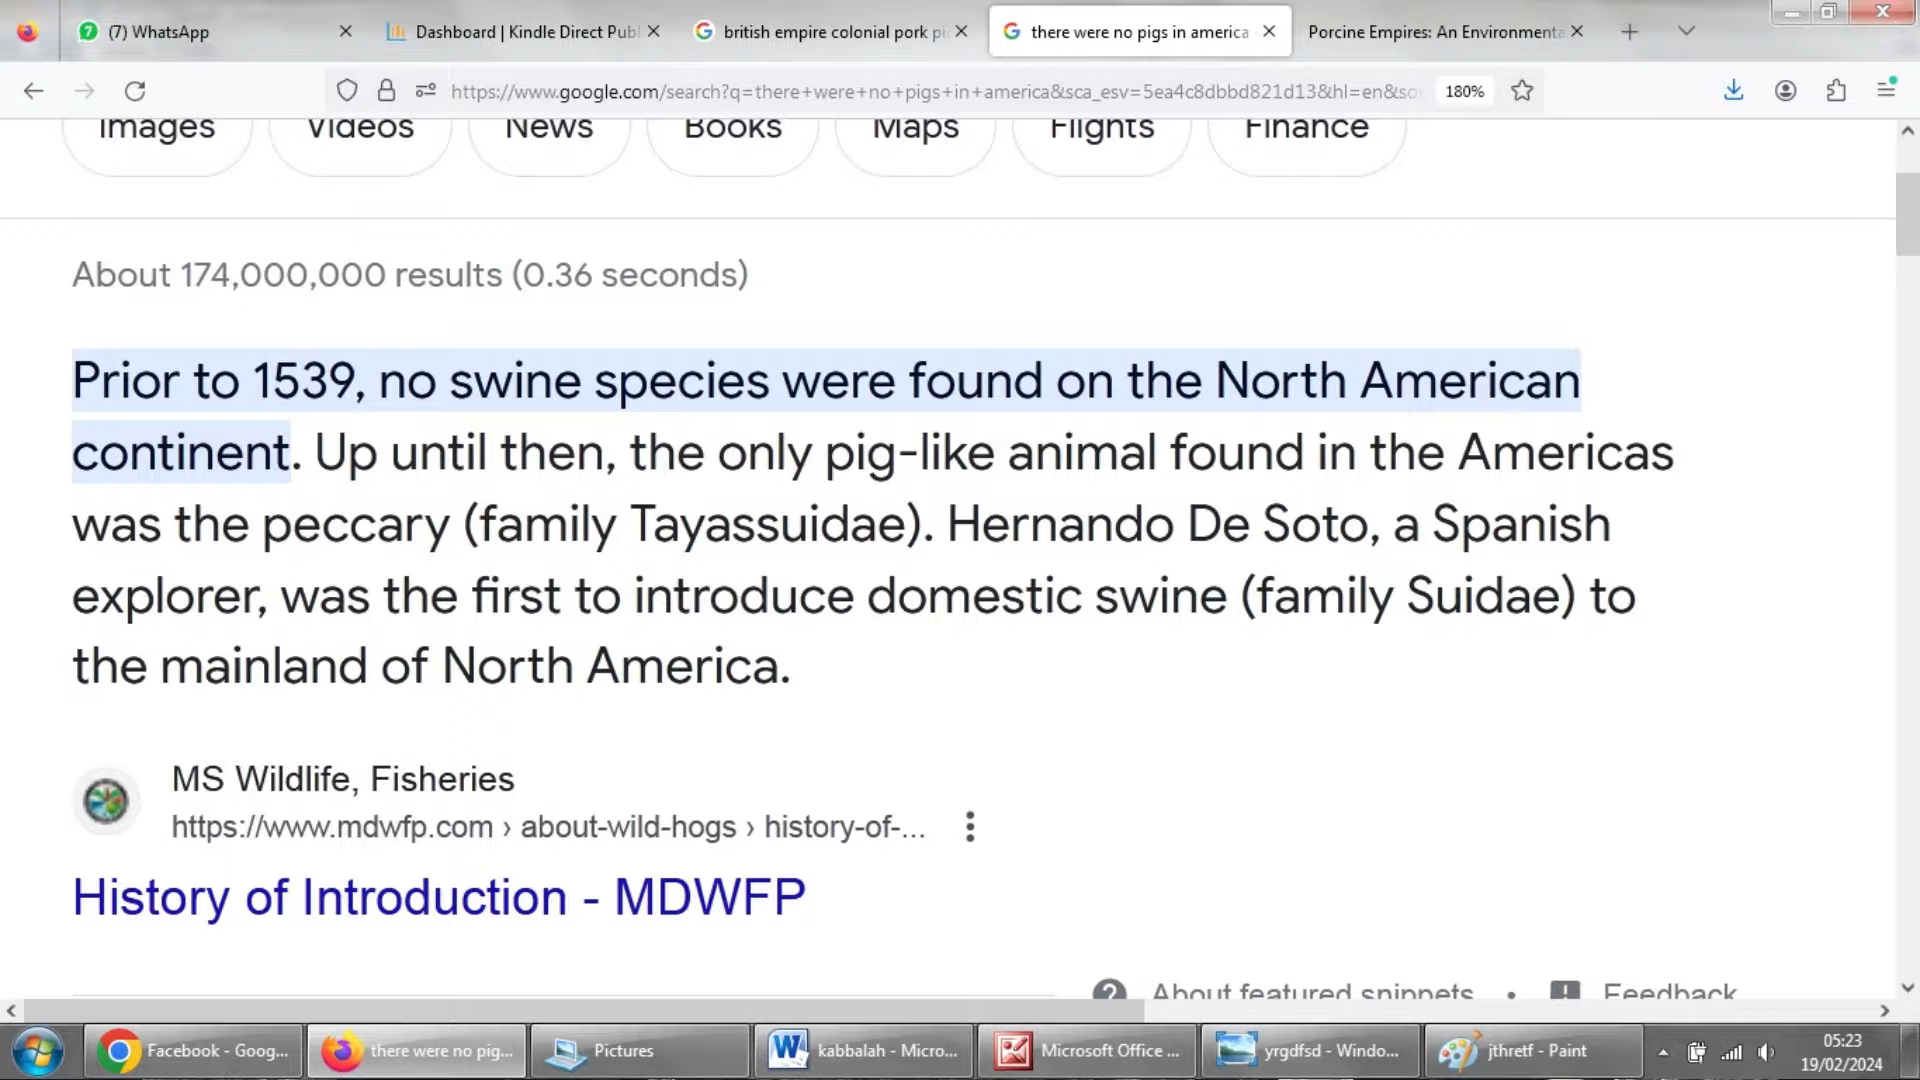 (7) WhatsApp
Dashboard | Kindle Direct Publ
british empire colonial pork pi
there were no pigs in america
Porcine Empires: An Environmenta
https://www.google.com/search?q=there+were+no+pigs+in+america&sca_esv=5ea4c8dbbd821d13&hl=en&so
180%
Images Videos News Books Maps Flights Finance
About 174,000,000 results (0.36 seconds)
Prior to 1539, no swine species were found on the North American
continent. Up until then, the only pig-like animal found in the Americas
was the peccary (family Tayassuidae). Hernando De Soto, a Spanish
explorer, was the first to introduce domestic swine (family Suidae) to
the mainland of North America.
MS Wildlife, Fisheries
https://www.mdwfp.com › about-wild-hogs › history-of-...
History of Introduction - MDWFP
About featured snippets • Feedback
Facebook - Goog...
there were no pig...
Pictures
kabbalah - Micro...
Microsoft Office ...
yrgdfsd - Windo...
jthretf - Paint
05:23
19/02/2024